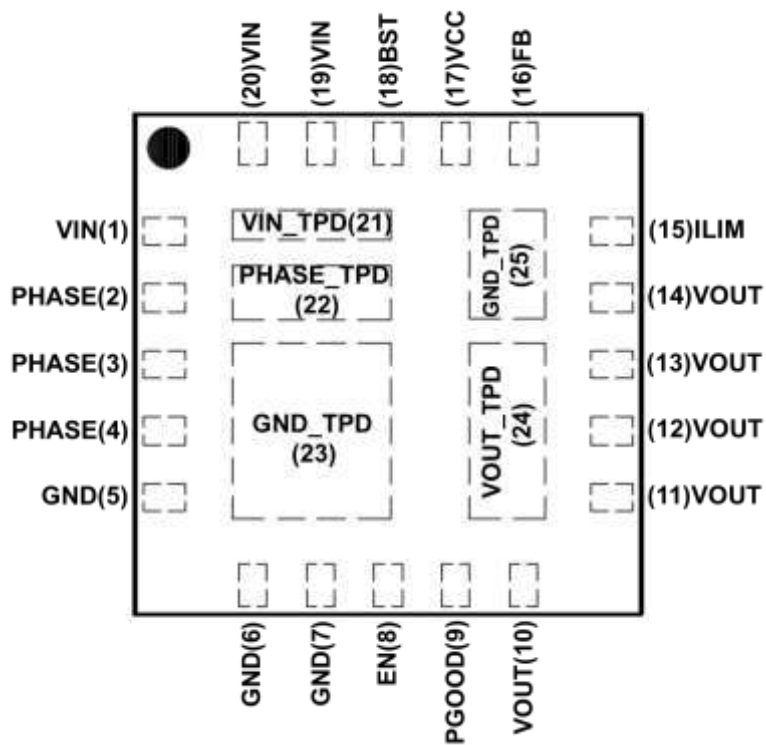 (20)VIN
(19)VIN
(18)BST
(17)VCC
(16)FB
VIN(1)
PHASE(2)
PHASE(3)
PHASE(4)
GND(5)
VIN_TPD(21)
PHASE_TPD
(22)
GND_TPD
(23)
GND_TPD
(25)
VOUT_TPD
(24)
(15)ILIM
(14)VOUT
(13)VOUT
(12)VOUT
(11)VOUT
GND(6)
GND(7)
EN(8)
PGOOD(9)
VOUT(10)